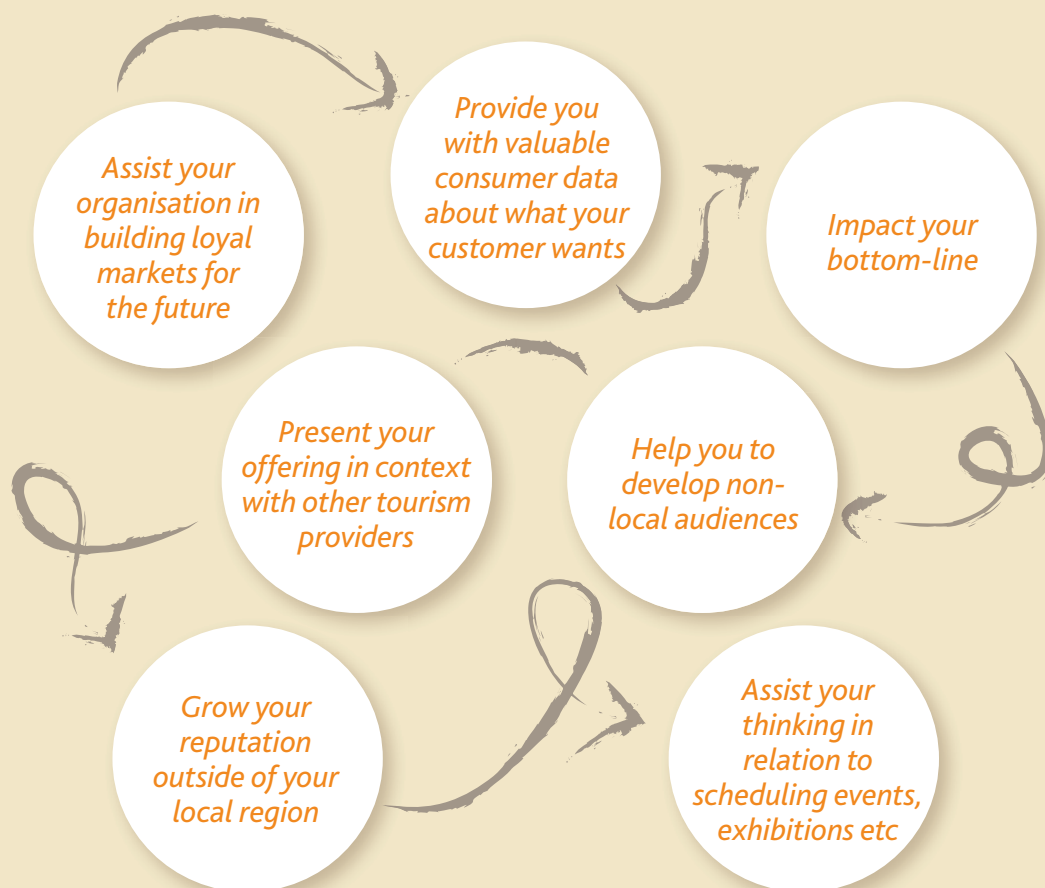 Assist your
organisation in
building loyal
markets for
the future
Provide you
with valuable
consumer data
about what your
customer wants
Impact your
bottom-line
Help you to
develop non-
local audiences
Present your
offering in context
with other tourism
providers
Grow your
reputation
outside of your
local region
Assist your
thinking in
relation to
scheduling events,
exhibitions etc